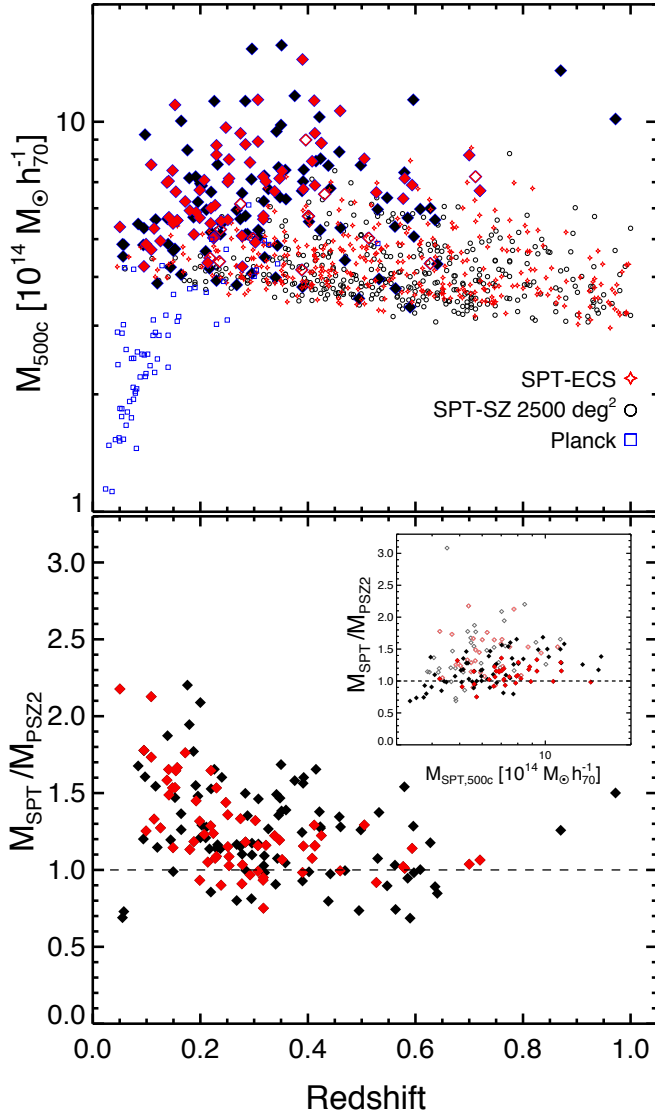 M500c [10^14 M⊙ h70^-1]
10
1
SPT-ECS
SPT-SZ 2500 deg^2
Planck
MSPT/MPSZ2
3.0
2.5
2.0
1.5
1.0
0.5
0.0
MSPT/MPSZ2
3.0
2.5
2.0
1.5
1.0
0.5
0.0
10
MSPT,500c [10^14 M⊙ h70^-1]
0.0 0.2 0.4 0.6 0.8 1.0
Redshift